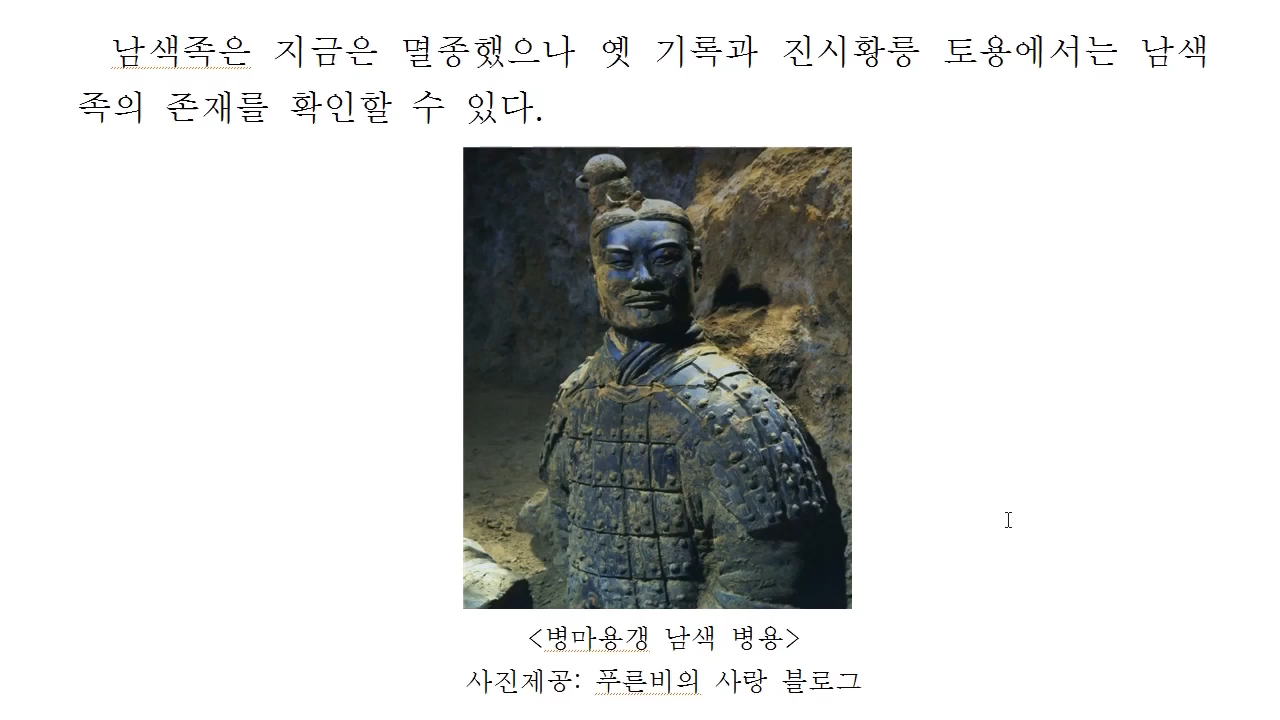 남색족은 지금은 멸종했으나 옛 기록과 진시황릉 토용에서는 남색
족의 존재를 확인할 수 있다.
<병마용갱 남색 병용>
사진제공: 푸른비의 사랑 블로그